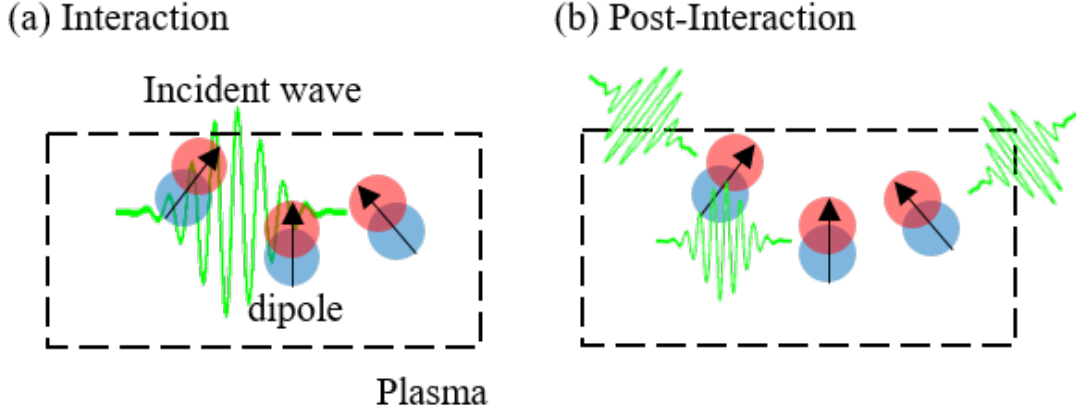 (a) Interaction
(b) Post-Interaction
Incident wave
dipole
Plasma